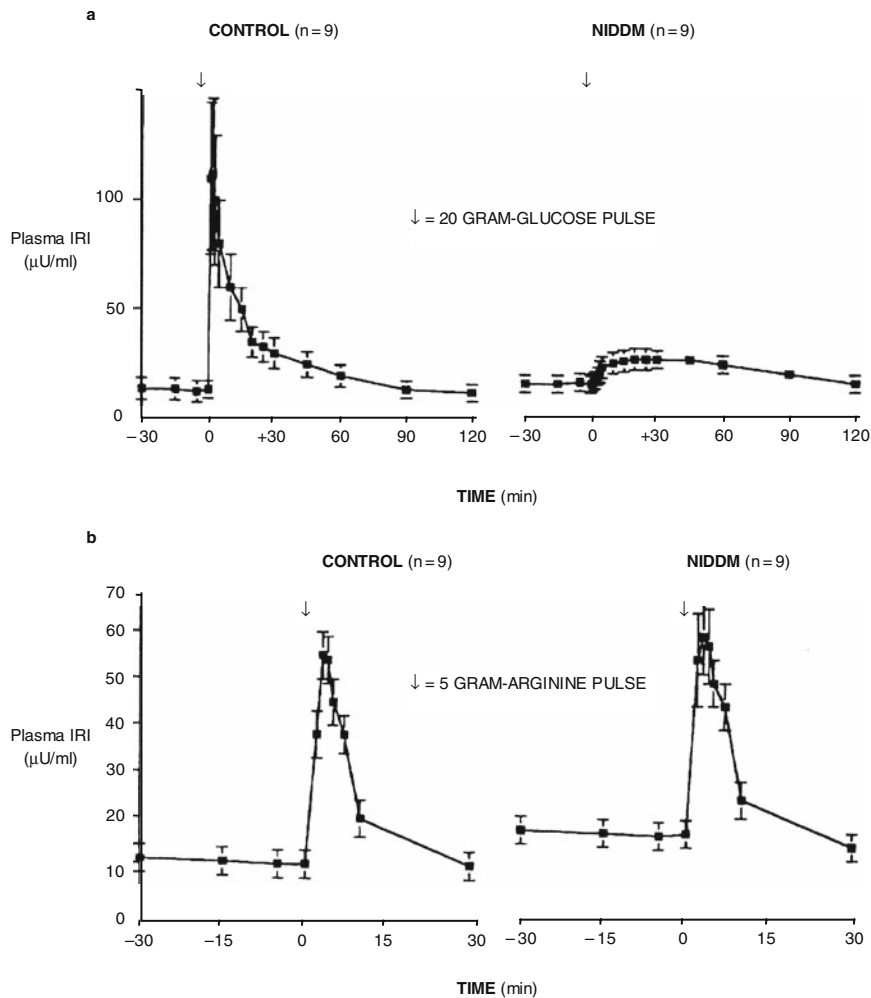 a
CONTROL (n=9) NIDDM (n=9)
↓ ↓
100
↓ = 20 GRAM-GLUCOSE PULSE
Plasma IRI
(μU/ml)
50
0
−30 0 +30 60 90 120 −30 0 +30 60 90 120
TIME (min)
b
CONTROL (n=9) NIDDM (n=9)
70
↓ ↓
60
50
↓ = 5 GRAM-ARGININE PULSE
40
Plasma IRI
(μU/ml)
30
20
10
0
−30 −15 0 15 30 −30 −15 0 15 30
TIME (min)